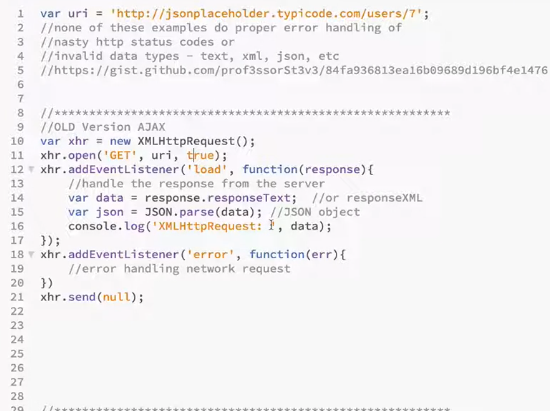 1 var uri = 'http://jsonplaceholder.typicode.com/users/7';
2 //none of these examples do proper error handling of
3 //nasty http status codes or
4 //invalid data types - text, xml, json, etc
5 //https://gist.github.com/prof3ssorSt3v3/84fa936813ea16b09689d196bf4e1476
6
7
8 //*********************************************************
9 //OLD Version AJAX
10 var xhr = new XMLHttpRequest();
11 xhr.open('GET', uri, true);
12 xhr.addEventListener('load', function(response){
13 //handle the response from the server
14 var data = response.responseText; //or responseXML
15 var json = JSON.parse(data); //JSON object
16 console.log('XMLHttpRequest: ', data);
17 });
18 xhr.addEventListener('error', function(err){
19 //error handling network request
20 })
21 xhr.send(null);
22
23
24
25
26
27
28
29 //*********************************************************